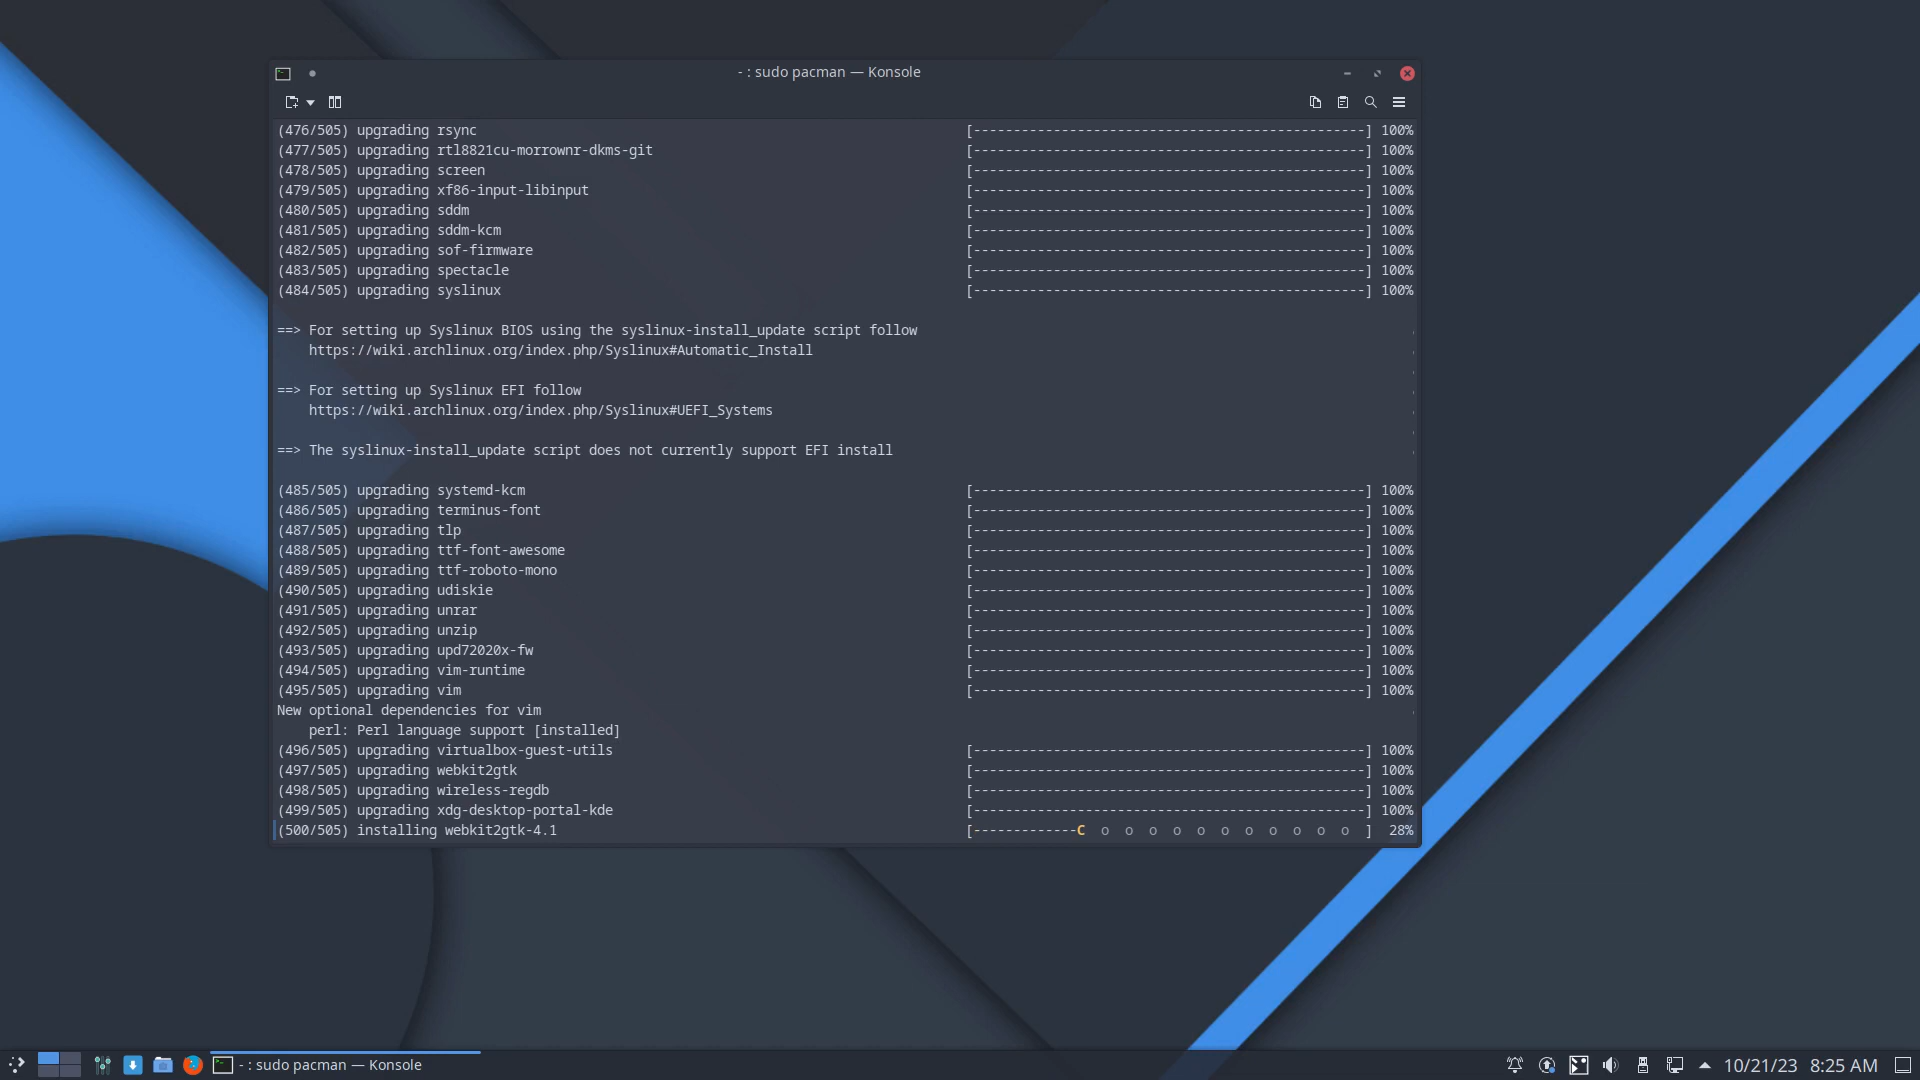 - : sudo pacman — Konsole
(476/505) upgrading rsync [-------------------------------------------------] 100%
(477/505) upgrading rtl8821cu-morrownr-dkms-git [-------------------------------------------------] 100%
(478/505) upgrading screen [-------------------------------------------------] 100%
(479/505) upgrading xf86-input-libinput [-------------------------------------------------] 100%
(480/505) upgrading sddm [-------------------------------------------------] 100%
(481/505) upgrading sddm-kcm [-------------------------------------------------] 100%
(482/505) upgrading sof-firmware [-------------------------------------------------] 100%
(483/505) upgrading spectacle [-------------------------------------------------] 100%
(484/505) upgrading syslinux [-------------------------------------------------] 100%
==> For setting up Syslinux BIOS using the syslinux-install_update script follow
https://wiki.archlinux.org/index.php/Syslinux#Automatic_Install
==> For setting up Syslinux EFI follow
https://wiki.archlinux.org/index.php/Syslinux#UEFI_Systems
==> The syslinux-install_update script does not currently support EFI install
(485/505) upgrading systemd-kcm [-------------------------------------------------] 100%
(486/505) upgrading terminus-font [-------------------------------------------------] 100%
(487/505) upgrading tlp [-------------------------------------------------] 100%
(488/505) upgrading ttf-font-awesome [-------------------------------------------------] 100%
(489/505) upgrading ttf-roboto-mono [-------------------------------------------------] 100%
(490/505) upgrading udiskie [-------------------------------------------------] 100%
(491/505) upgrading unrar [-------------------------------------------------] 100%
(492/505) upgrading unzip [-------------------------------------------------] 100%
(493/505) upgrading upd72020x-fw [-------------------------------------------------] 100%
(494/505) upgrading vim-runtime [-------------------------------------------------] 100%
(495/505) upgrading vim [-------------------------------------------------] 100%
New optional dependencies for vim
perl: Perl language support [installed]
(496/505) upgrading virtualbox-guest-utils [-------------------------------------------------] 100%
(497/505) upgrading webkit2gtk [-------------------------------------------------] 100%
(498/505) upgrading wireless-regdb [-------------------------------------------------] 100%
(499/505) upgrading xdg-desktop-portal-kde [-------------------------------------------------] 100%
(500/505) installing webkit2gtk-4.1 [-------------C  o  o  o  o  o  o  o  o  o  o  o  ] 28%
- : sudo pacman — Konsole
10/21/23 8:25 AM